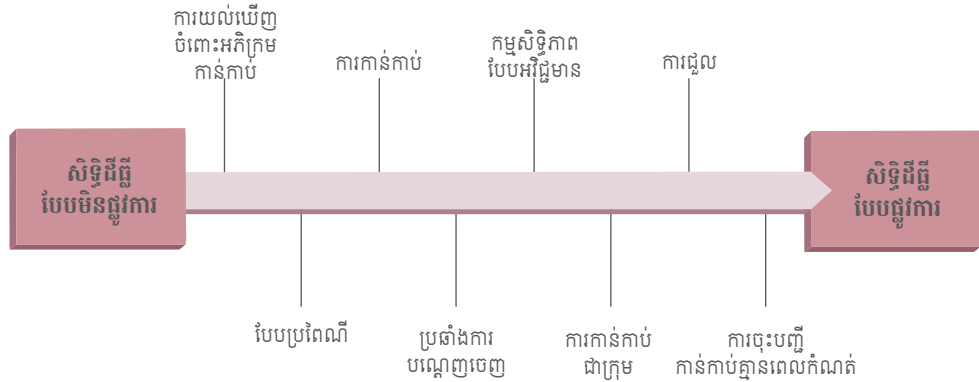 ការយល់ឃើញ
ចំពោះអភិក្រម
កាន់កាប់
ការកាន់កាប់
កម្មសិទ្ធិភាព
បែបអវិជ្ជមាន
ការជួល
សិទ្ធិដីធ្លី
បែបមិនផ្លូវការ
សិទ្ធិដីធ្លី
បែបផ្លូវការ
បែបប្រពៃណី
ប្រឆាំងការ
បណ្តេញចេញ
ការកាន់កាប់
ជាក្រុម
ការចុះបញ្ជី
កាន់កាប់គ្មានពេលកំណត់